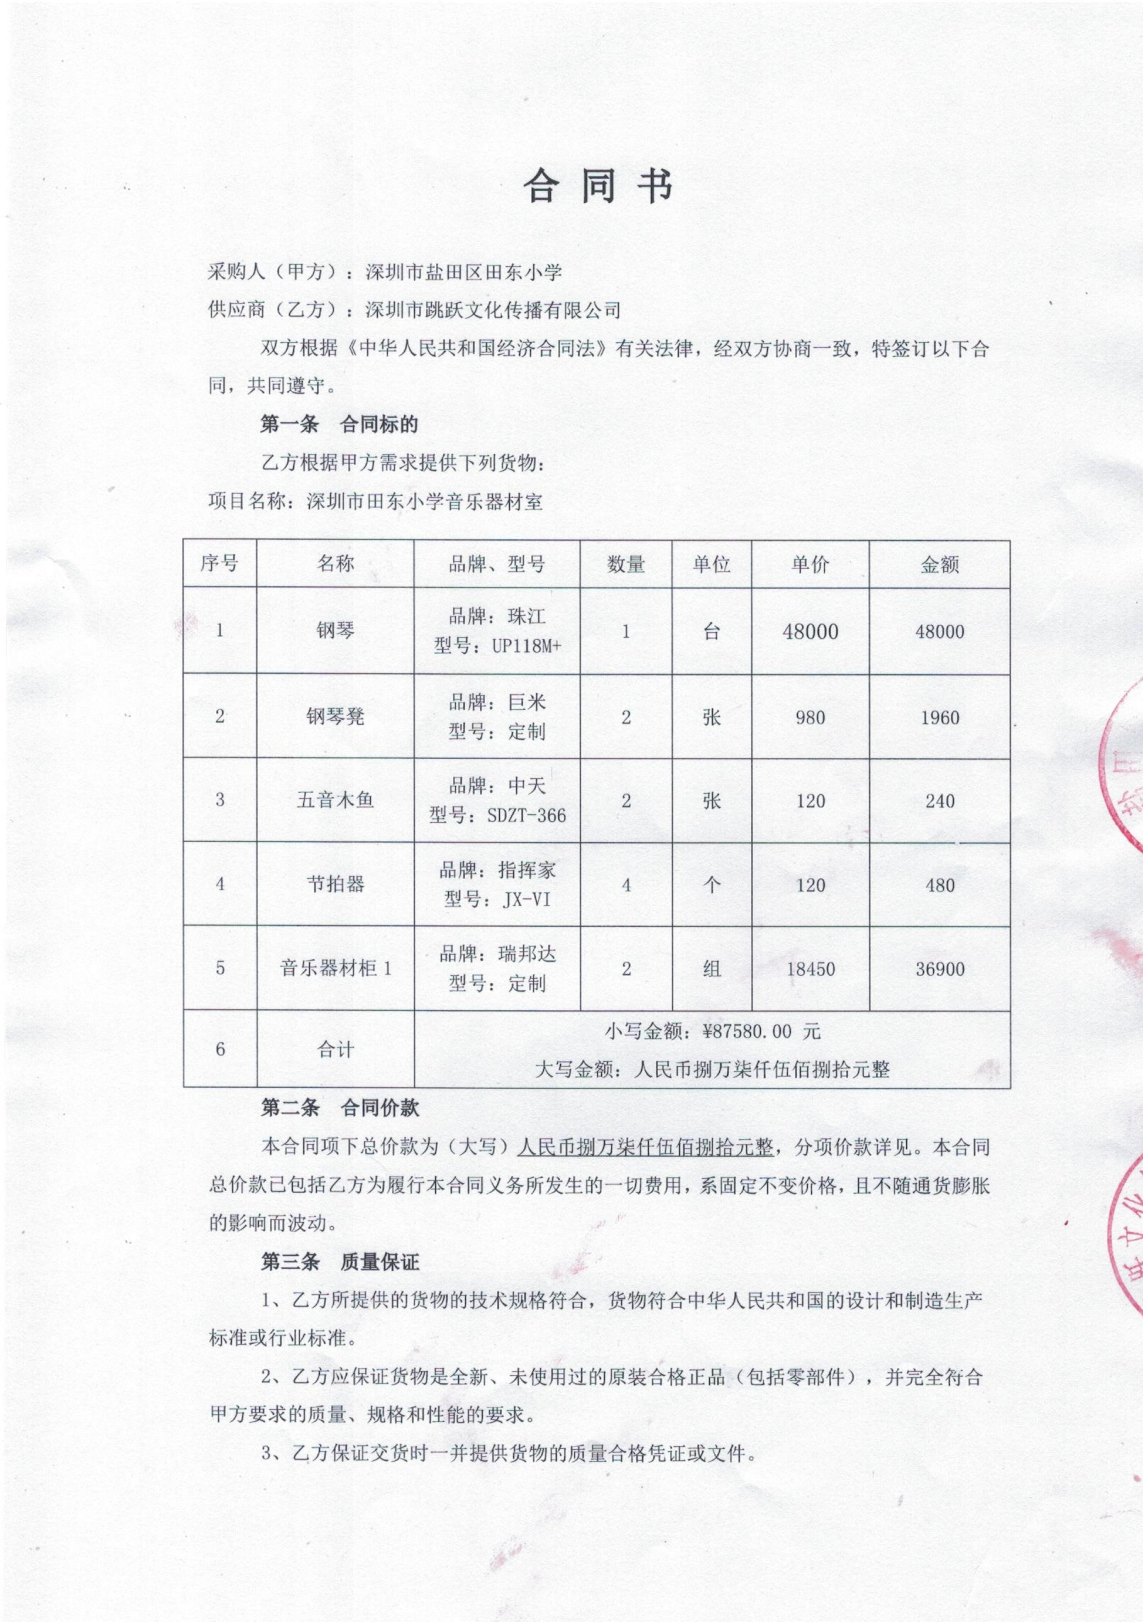 合同书
采购人（甲方）：深圳市盐田区田东小学
供应商（乙方）：深圳市跳跃文化传播有限公司
双方根据《中华人民共和国经济合同法》有关法律，经双方协商一致，特签订以下合
同，共同遵守。
第一条 合同标的
乙方根据甲方需求提供下列货物：
项目名称：深圳市田东小学音乐器材室
序号 名称 品牌、型号 数量 单位 单价 金额
1 钢琴 品牌：珠江 型号：UP118M+ 1 台 48000 48000
2 钢琴凳 品牌：巨米 型号：定制 2 张 980 1960
3 五音木鱼 品牌：中天 型号：SDZT-366 2 张 120 240
4 节拍器 品牌：指挥家 型号：JX-VI 4 个 120 480
5 音乐器材柜1 品牌：瑞邦达 型号：定制 2 组 18450 36900
6 合计 小写金额：¥87580.00 元
大写金额：人民币捌万柒仟伍佰捌拾元整
第二条 合同价款
本合同项下总价款为（大写）人民币捌万柒仟伍佰捌拾元整，分项价款详见。本合同
总价款已包括乙方为履行本合同义务所发生的一切费用，系固定不变价格，且不随通货膨胀
的影响而波动。
第三条 质量保证
1、乙方所提供的货物的技术规格符合，货物符合中华人民共和国的设计和制造生产
标准或行业标准。
2、乙方应保证货物是全新、未使用过的原装合格正品（包括零部件），并完全符合
甲方要求的质量、规格和性能的要求。
3、乙方保证交货时一并提供货物的质量合格凭证或文件。